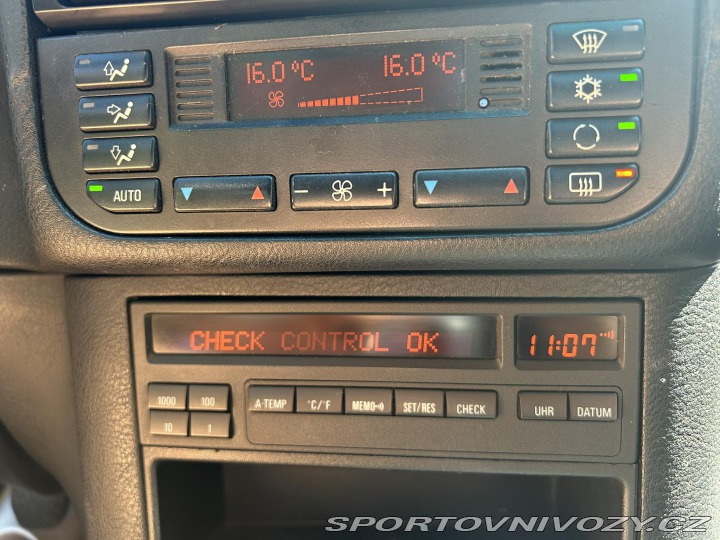 16.0 °C 16.0 °C
AUTO
− +
CHECK CONTROL OK
11:07
1000 100
10 1
A·TEMP °C/°F MEMO SET/RES CHECK
UHR DATUM
SPORTOVNIVOZY.CZ